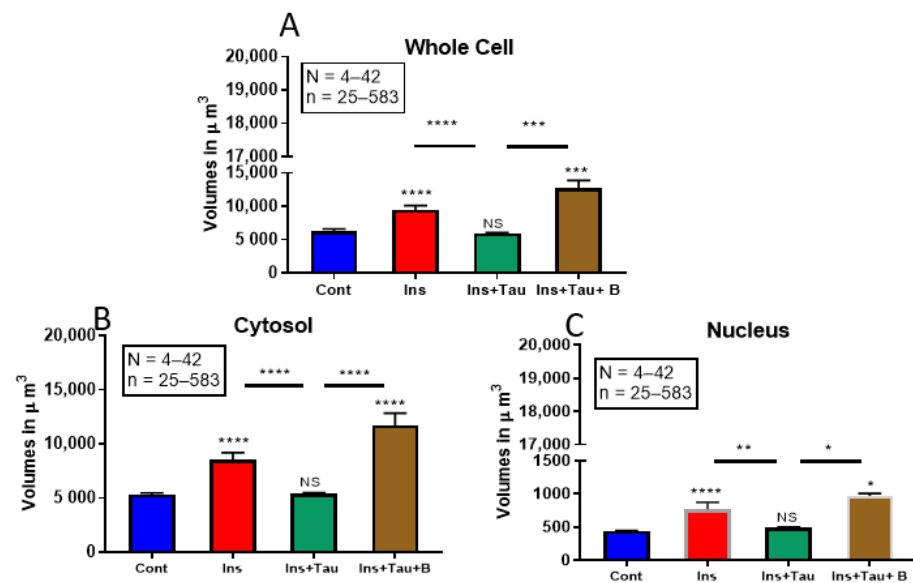 A
Whole Cell
20,000
19,000
18,000
17,000
15,000
10,000
5 000
0
Volumes in μ m³
N = 4–42
n = 25–583
****
***
****
NS
***
Cont Ins Ins+Tau Ins+Tau+ B
B
Cytosol
20,000
15,000
10,000
5 000
0
Volumes in μ m³
N = 4–42
n = 25–583
****
****
****
NS
****
Cont Ins Ins+Tau Ins+Tau+B
C
Nucleus
20,000
19,000
18,000
17,000
1500
1000
500
0
Volumes in μ m³
N = 4–42
n = 25–583
**
*
****
NS
*
Cont Ins Ins+Tau Ins+Tau+ B